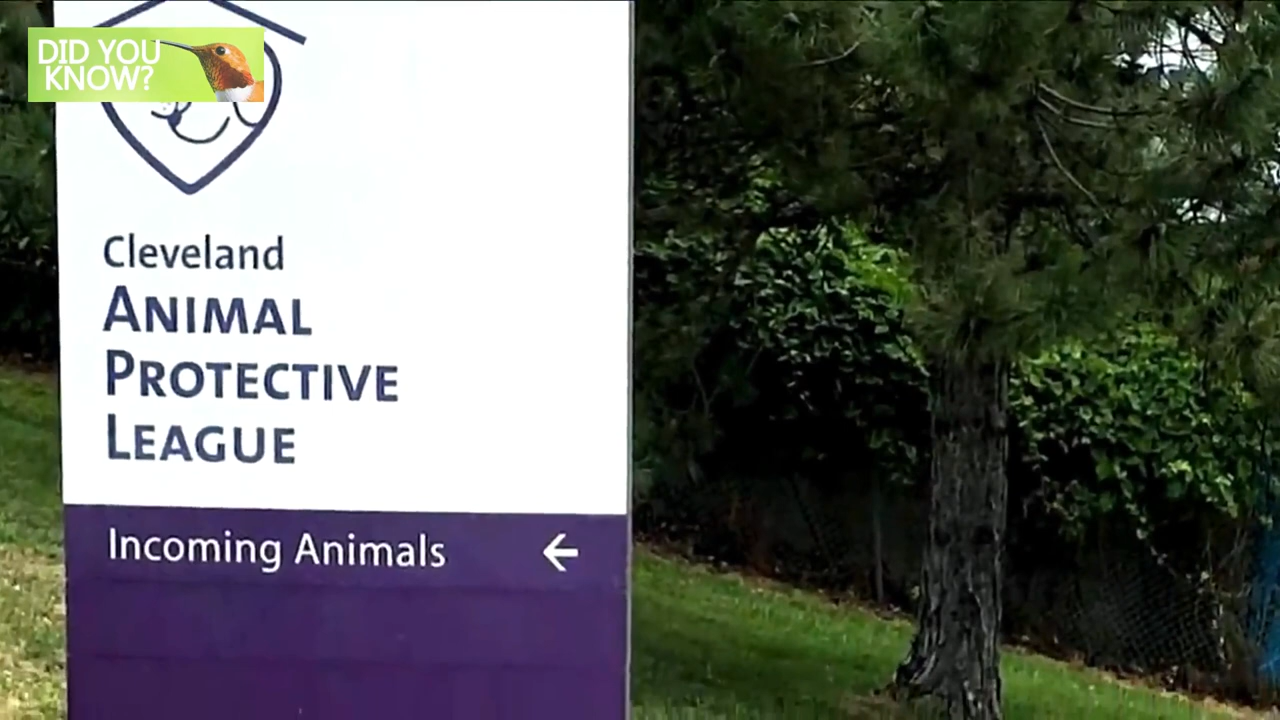 DID YOU
KNOW?
Cleveland
ANIMAL
PROTECTIVE
LEAGUE
Incoming Animals ←